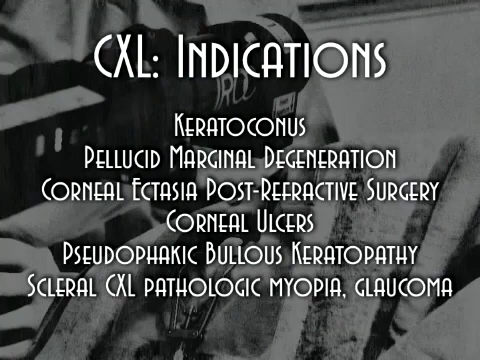 CXL: Indications
Keratoconus
Pellucid Marginal Degeneration
Corneal Ectasia Post-Refractive Surgery
Corneal Ulcers
Pseudophakic Bullous Keratopathy
Scleral CXL pathologic myopia, glaucoma